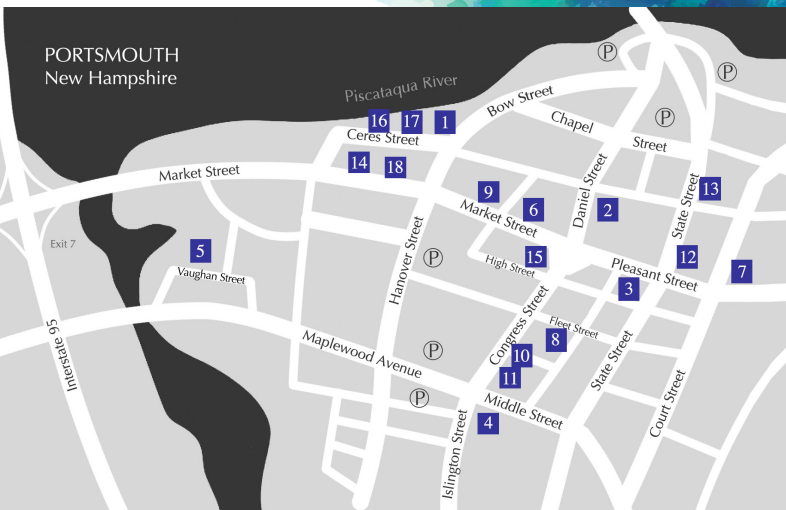 PORTSMOUTH
New Hampshire
Piscataqua River
P
P
Bow Street
16
17
1
Ceres Street
Chapel
Street
P
Market Street
14
18
9
Market Street
6
Daniel Street
2
State Street
13
Exit 7
5
Vaughan Street
Hanover Street
P
High Street
15
Pleasant Street
12
7
3
Interstate 95
Maplewood Avenue
P
Congress Street
Fleet Street
8
10
11
State Street
Court Street
P
Middle Street
4
Islington Street